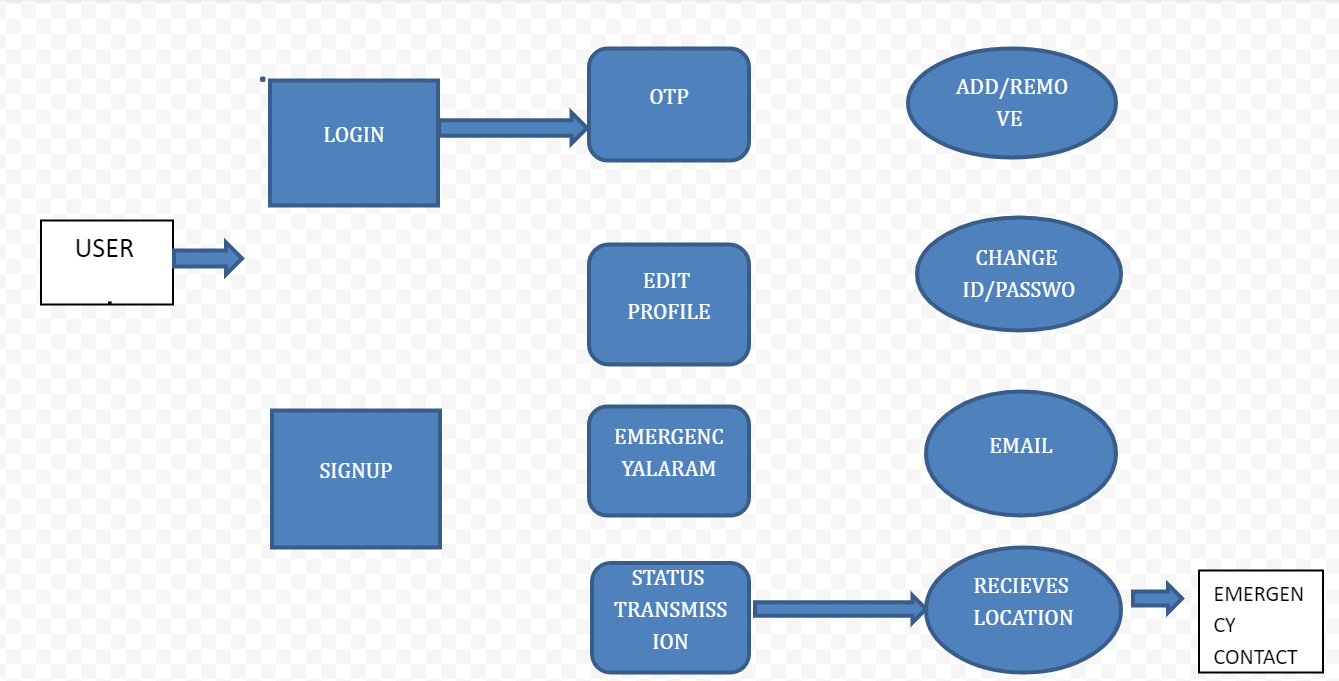 OTP
ADD/REMO
VE
LOGIN
USER
CHANGE
ID/PASSWO
EDIT
PROFILE
EMERGENC
YALARAM
EMAIL
SIGNUP
STATUS
TRANSMISS
ION
RECIEVES
LOCATION
EMERGEN
CY
CONTACT